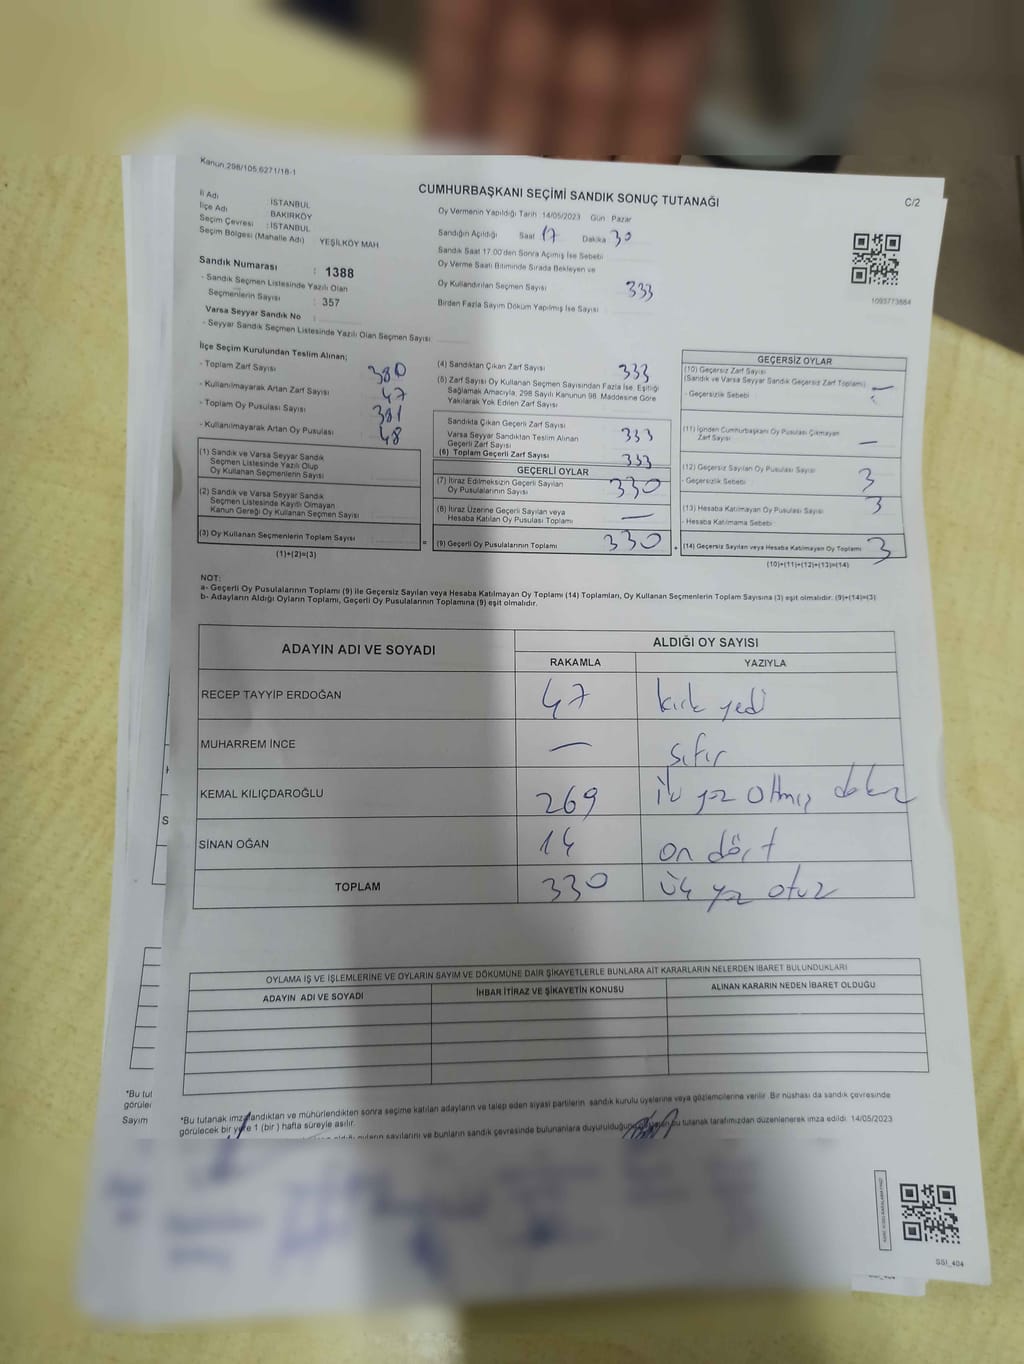 Kanun:298/105,6271/18-1
CUMHURBAŞKANI SEÇİMİ SANDIK SONUÇ TUTANAĞI
C/2
İl Adı : İSTANBUL
İlçe Adı : BAKIRKÖY
Seçim Çevresi : İSTANBUL
Seçim Bölgesi (Mahalle Adı) YEŞİLKÖY MAH.
Oy Vermenin Yapıldığı Tarih 14/05/2023 Gün Pazar
Sandığın Açıldığı Saat 17 Dakika 30
Sandık Saat 17.00'den Sonra Açılmış İse Sebebi
Oy Verme Saati Bitiminde Sırada Bekleyen ve
Oy Kullandırılan Seçmen Sayısı 333
Birden Fazla Sayım Döküm Yapılmış İse Sayısı
1093773884
Sandık Numarası : 1388
- Sandık Seçmen Listesinde Yazılı Olan
Seçmenlerin Sayısı : 357
Varsa Seyyar Sandık No
- Seyyar Sandık Seçmen Listesinde Yazılı Olan Seçmen Sayısı
İlçe Seçim Kurulundan Teslim Alınan;
- Toplam Zarf Sayısı 380
- Kullanılmayarak Artan Zarf Sayısı 47
- Toplam Oy Pusulası Sayısı 381
- Kullanılmayarak Artan Oy Pusulası 48
(1) Sandık ve Varsa Seyyar Sandık
Seçmen Listesinde Yazılı Olup
Oy Kullanan Seçmenlerin Sayısı
(2) Sandık ve Varsa Seyyar Sandık
Seçmen Listesinde Kayıtlı Olmayan
Kanun Gereği Oy Kullanan Seçmen Sayısı
(3) Oy Kullanan Seçmenlerin Toplam Sayısı
(1)+(2)=(3)
=
(4) Sandıktan Çıkan Zarf Sayısı 333
(5) Zarf Sayısı Oy Kullanan Seçmen Sayısından Fazla İse, Eşitliği
Sağlamak Amacıyla, 298 Sayılı Kanunun 98. Maddesine Göre
Yakılarak Yok Edilen Zarf Sayısı
Sandıkta Çıkan Geçerli Zarf Sayısı
Varsa Seyyar Sandıktan Teslim Alınan
Geçerli Zarf Sayısı 333
(6) Toplam Geçerli Zarf Sayısı 333
GEÇERLİ OYLAR
(7) İtiraz Edilmeksizin Geçerli Sayılan
Oy Pusulalarının Sayısı 330
(8) İtiraz Üzerine Geçerli Sayılan veya
Hesaba Katılan Oy Pusulası Toplamı —
(9) Geçerli Oy Pusulalarının Toplamı 330
+
GEÇERSİZ OYLAR
(10) Geçersiz Zarf Sayısı
(Sandık ve Varsa Seyyar Sandık Geçersiz Zarf Toplamı) —
- Geçersizlik Sebebi
(11) İçinden Cumhurbaşkanı Oy Pusulası Çıkmayan
Zarf Sayısı —
(12) Geçersiz Sayılan Oy Pusulası Sayısı 3
- Geçersizlik Sebebi
(13) Hesaba Katılmayan Oy Pusulası Sayısı 3
- Hesaba Katılmama Sebebi
(14) Geçersiz Sayılan veya Hesaba Katılmayan Oy Toplamı 3
(10)+(11)+(12)+(13)=(14)
NOT:
a- Geçerli Oy Pusulalarının Toplamı (9) ile Geçersiz Sayılan veya Hesaba Katılmayan Oy Toplamı (14) Toplamları, Oy Kullanan Seçmenlerin Toplam Sayısına (3) eşit olmalıdır. (9)+(14)=(3)
b- Adayların Aldığı Oyların Toplamı, Geçerli Oy Pusulalarının Toplamına (9) eşit olmalıdır.
ADAYIN ADI VE SOYADI ALDIĞI OY SAYISI
RAKAMLA YAZIYLA
RECEP TAYYİP ERDOĞAN 47 kırk yedi
MUHARREM İNCE — sıfır
KEMAL KILIÇDAROĞLU 269 iki yüz altmış dokuz
SİNAN OĞAN 14 on dört
TOPLAM 330 üç yüz otuz
OYLAMA İŞ VE İŞLEMLERİNE VE OYLARIN SAYIM VE DÖKÜMÜNE DAİR ŞİKAYETLERLE BUNLARA AİT KARARLARIN NELERDEN İBARET BULUNDUKLARI
ADAYIN ADI VE SOYADI İHBAR İTİRAZ VE ŞİKAYETİN KONUSU ALINAN KARARIN NEDEN İBARET OLDUĞU
*Bu tut
görülec
Sayım
*Bu tutanak imzalandıktan ve mühürlendikten sonra seçime katılan adayların ve talep eden siyasi partilerin sandık kurulu üyelerine veya gözlemcilerine verilir. Bir nüshası da sandık çevresinde
görülecek bir yere 1 (bir) hafta süreyle asılır.
oyların sayılarını ve bunların sandık çevresinde bulunanlara duyurulduğunu bu tutanak tarafımızdan düzenlenerek imza edildi. 14/05/2023
SSİ_404